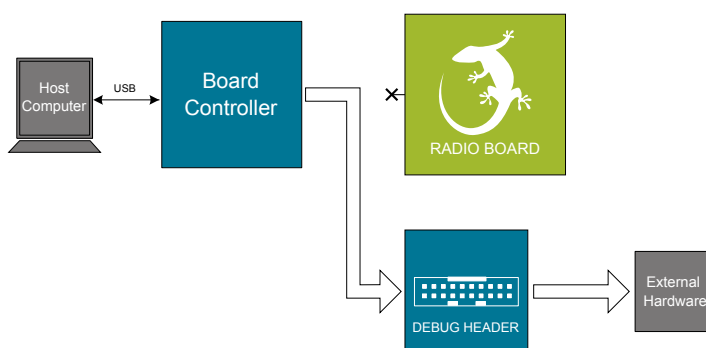 Host
Computer
USB
Board
Controller
RADIO BOARD
DEBUG HEADER
External
Hardware